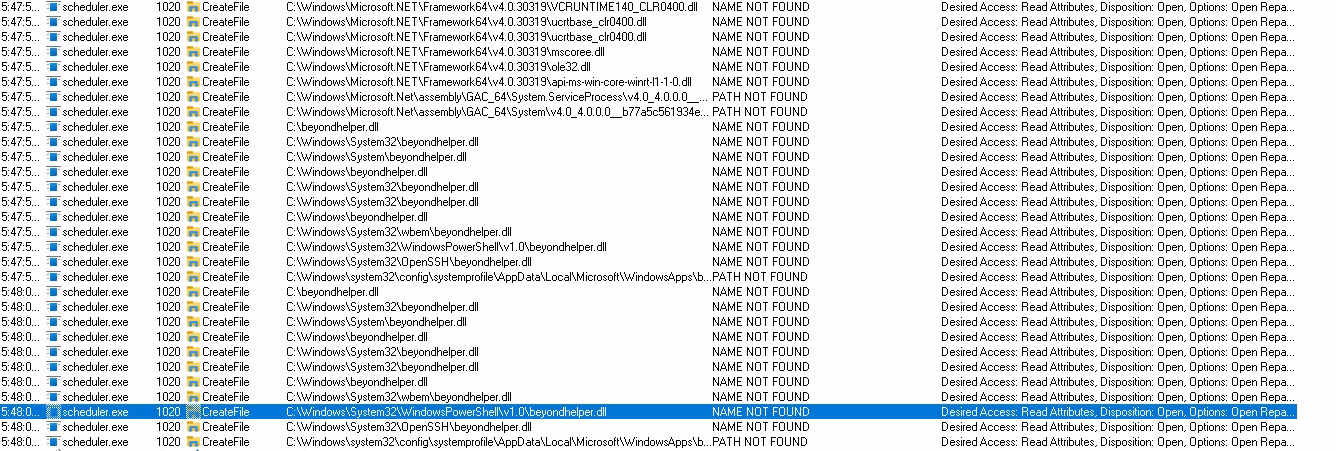 5:47:5... scheduler.exe 1020 CreateFile C:\Windows\Microsoft.NET\Framework64\v4.0.30319\VCRUNTIME140_CLR0400.dll NAME NOT FOUND Desired Access: Read Attributes, Disposition: Open, Options: Open Repa...
5:47:5... scheduler.exe 1020 CreateFile C:\Windows\Microsoft.NET\Framework64\v4.0.30319\ucrtbase_clr0400.dll NAME NOT FOUND Desired Access: Read Attributes, Disposition: Open, Options: Open Repa...
5:47:5... scheduler.exe 1020 CreateFile C:\Windows\Microsoft.NET\Framework64\v4.0.30319\ucrtbase_clr0400.dll NAME NOT FOUND Desired Access: Read Attributes, Disposition: Open, Options: Open Repa...
5:47:5... scheduler.exe 1020 CreateFile C:\Windows\Microsoft.NET\Framework64\v4.0.30319\mscoree.dll NAME NOT FOUND Desired Access: Read Attributes, Disposition: Open, Options: Open Repa...
5:47:5... scheduler.exe 1020 CreateFile C:\Windows\Microsoft.NET\Framework64\v4.0.30319\ole32.dll NAME NOT FOUND Desired Access: Read Attributes, Disposition: Open, Options: Open Repa...
5:47:5... scheduler.exe 1020 CreateFile C:\Windows\Microsoft.NET\Framework64\v4.0.30319\api-ms-win-core-winrt-l1-1-0.dll NAME NOT FOUND Desired Access: Read Attributes, Disposition: Open, Options: Open Repa...
5:47:5... scheduler.exe 1020 CreateFile C:\Windows\Microsoft.Net\assembly\GAC_64\System.ServiceProcess\v4.0_4.0.0.0__... PATH NOT FOUND Desired Access: Read Attributes, Disposition: Open, Options: Open Repa...
5:47:5... scheduler.exe 1020 CreateFile C:\Windows\Microsoft.Net\assembly\GAC_64\System\v4.0_4.0.0.0__b77a5c561934e... PATH NOT FOUND Desired Access: Read Attributes, Disposition: Open, Options: Open Repa...
5:47:5... scheduler.exe 1020 CreateFile C:\beyondhelper.dll NAME NOT FOUND Desired Access: Read Attributes, Disposition: Open, Options: Open Repa...
5:47:5... scheduler.exe 1020 CreateFile C:\Windows\System32\beyondhelper.dll NAME NOT FOUND Desired Access: Read Attributes, Disposition: Open, Options: Open Repa...
5:47:5... scheduler.exe 1020 CreateFile C:\Windows\System\beyondhelper.dll NAME NOT FOUND Desired Access: Read Attributes, Disposition: Open, Options: Open Repa...
5:47:5... scheduler.exe 1020 CreateFile C:\Windows\beyondhelper.dll NAME NOT FOUND Desired Access: Read Attributes, Disposition: Open, Options: Open Repa...
5:47:5... scheduler.exe 1020 CreateFile C:\Windows\System32\beyondhelper.dll NAME NOT FOUND Desired Access: Read Attributes, Disposition: Open, Options: Open Repa...
5:47:5... scheduler.exe 1020 CreateFile C:\Windows\System32\beyondhelper.dll NAME NOT FOUND Desired Access: Read Attributes, Disposition: Open, Options: Open Repa...
5:47:5... scheduler.exe 1020 CreateFile C:\Windows\beyondhelper.dll NAME NOT FOUND Desired Access: Read Attributes, Disposition: Open, Options: Open Repa...
5:47:5... scheduler.exe 1020 CreateFile C:\Windows\System32\wbem\beyondhelper.dll NAME NOT FOUND Desired Access: Read Attributes, Disposition: Open, Options: Open Repa...
5:47:5... scheduler.exe 1020 CreateFile C:\Windows\System32\WindowsPowerShell\v1.0\beyondhelper.dll NAME NOT FOUND Desired Access: Read Attributes, Disposition: Open, Options: Open Repa...
5:47:5... scheduler.exe 1020 CreateFile C:\Windows\System32\OpenSSH\beyondhelper.dll NAME NOT FOUND Desired Access: Read Attributes, Disposition: Open, Options: Open Repa...
5:47:5... scheduler.exe 1020 CreateFile C:\Windows\system32\config\systemprofile\AppData\Local\Microsoft\WindowsApps\b... PATH NOT FOUND Desired Access: Read Attributes, Disposition: Open, Options: Open Repa...
5:48:0... scheduler.exe 1020 CreateFile C:\beyondhelper.dll NAME NOT FOUND Desired Access: Read Attributes, Disposition: Open, Options: Open Repa...
5:48:0... scheduler.exe 1020 CreateFile C:\Windows\System32\beyondhelper.dll NAME NOT FOUND Desired Access: Read Attributes, Disposition: Open, Options: Open Repa...
5:48:0... scheduler.exe 1020 CreateFile C:\Windows\System\beyondhelper.dll NAME NOT FOUND Desired Access: Read Attributes, Disposition: Open, Options: Open Repa...
5:48:0... scheduler.exe 1020 CreateFile C:\Windows\beyondhelper.dll NAME NOT FOUND Desired Access: Read Attributes, Disposition: Open, Options: Open Repa...
5:48:0... scheduler.exe 1020 CreateFile C:\Windows\System32\beyondhelper.dll NAME NOT FOUND Desired Access: Read Attributes, Disposition: Open, Options: Open Repa...
5:48:0... scheduler.exe 1020 CreateFile C:\Windows\System32\beyondhelper.dll NAME NOT FOUND Desired Access: Read Attributes, Disposition: Open, Options: Open Repa...
5:48:0... scheduler.exe 1020 CreateFile C:\Windows\beyondhelper.dll NAME NOT FOUND Desired Access: Read Attributes, Disposition: Open, Options: Open Repa...
5:48:0... scheduler.exe 1020 CreateFile C:\Windows\System32\wbem\beyondhelper.dll NAME NOT FOUND Desired Access: Read Attributes, Disposition: Open, Options: Open Repa...
5:48:0... scheduler.exe 1020 CreateFile C:\Windows\System32\WindowsPowerShell\v1.0\beyondhelper.dll NAME NOT FOUND Desired Access: Read Attributes, Disposition: Open, Options: Open Repa...
5:48:0... scheduler.exe 1020 CreateFile C:\Windows\System32\OpenSSH\beyondhelper.dll NAME NOT FOUND Desired Access: Read Attributes, Disposition: Open, Options: Open Repa...
5:48:0... scheduler.exe 1020 CreateFile C:\Windows\system32\config\systemprofile\AppData\Local\Microsoft\WindowsApps\b... PATH NOT FOUND Desired Access: Read Attributes, Disposition: Open, Options: Open Repa...